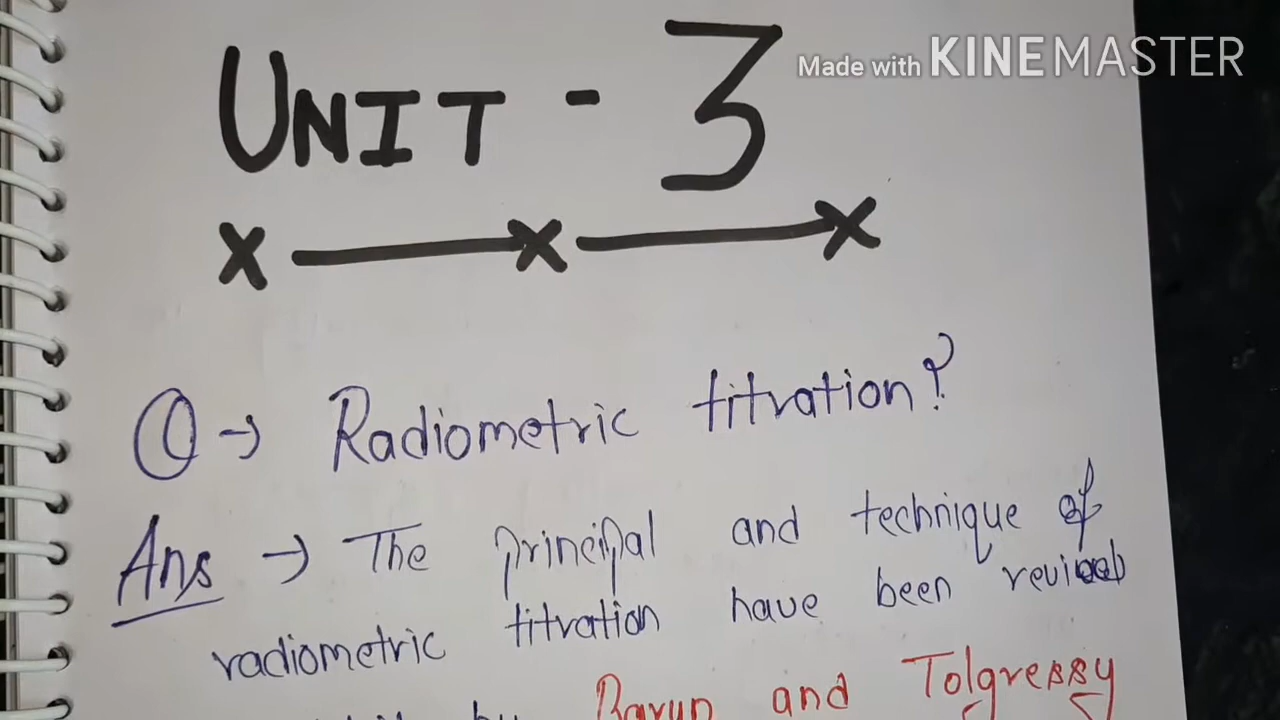 Made with KINEMASTER
UNIT - 3
x — x — x
Q → Radiometric titration?
Ans → The principal and technique of
radiometric titration have been
by and Tolgressy